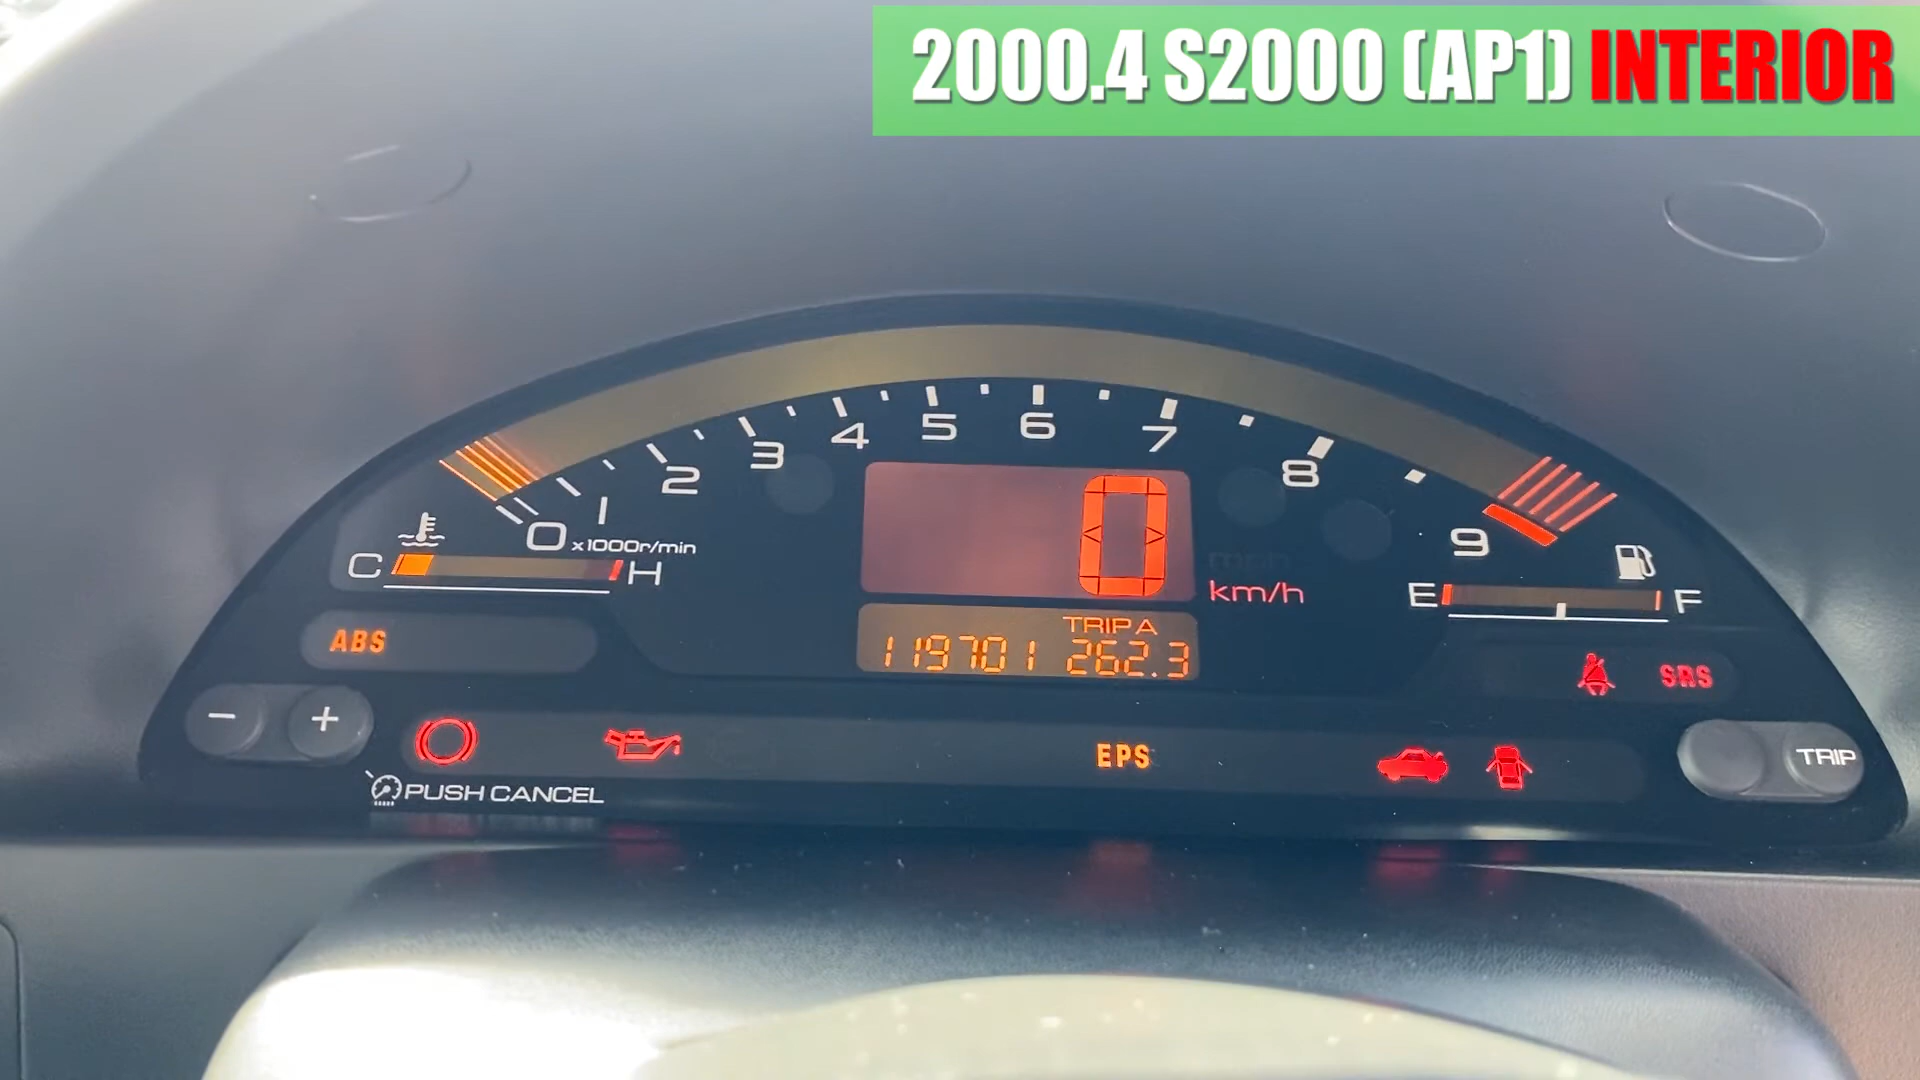 2000.4 S2000 (AP1) INTERIOR
0 1 2 3 4 5 6 7 8 9
x1000r/min
C H
0
mph
km/h
E F
TRIP A
119701 262.3
ABS
SRS
- +
EPS
TRIP
PUSH CANCEL